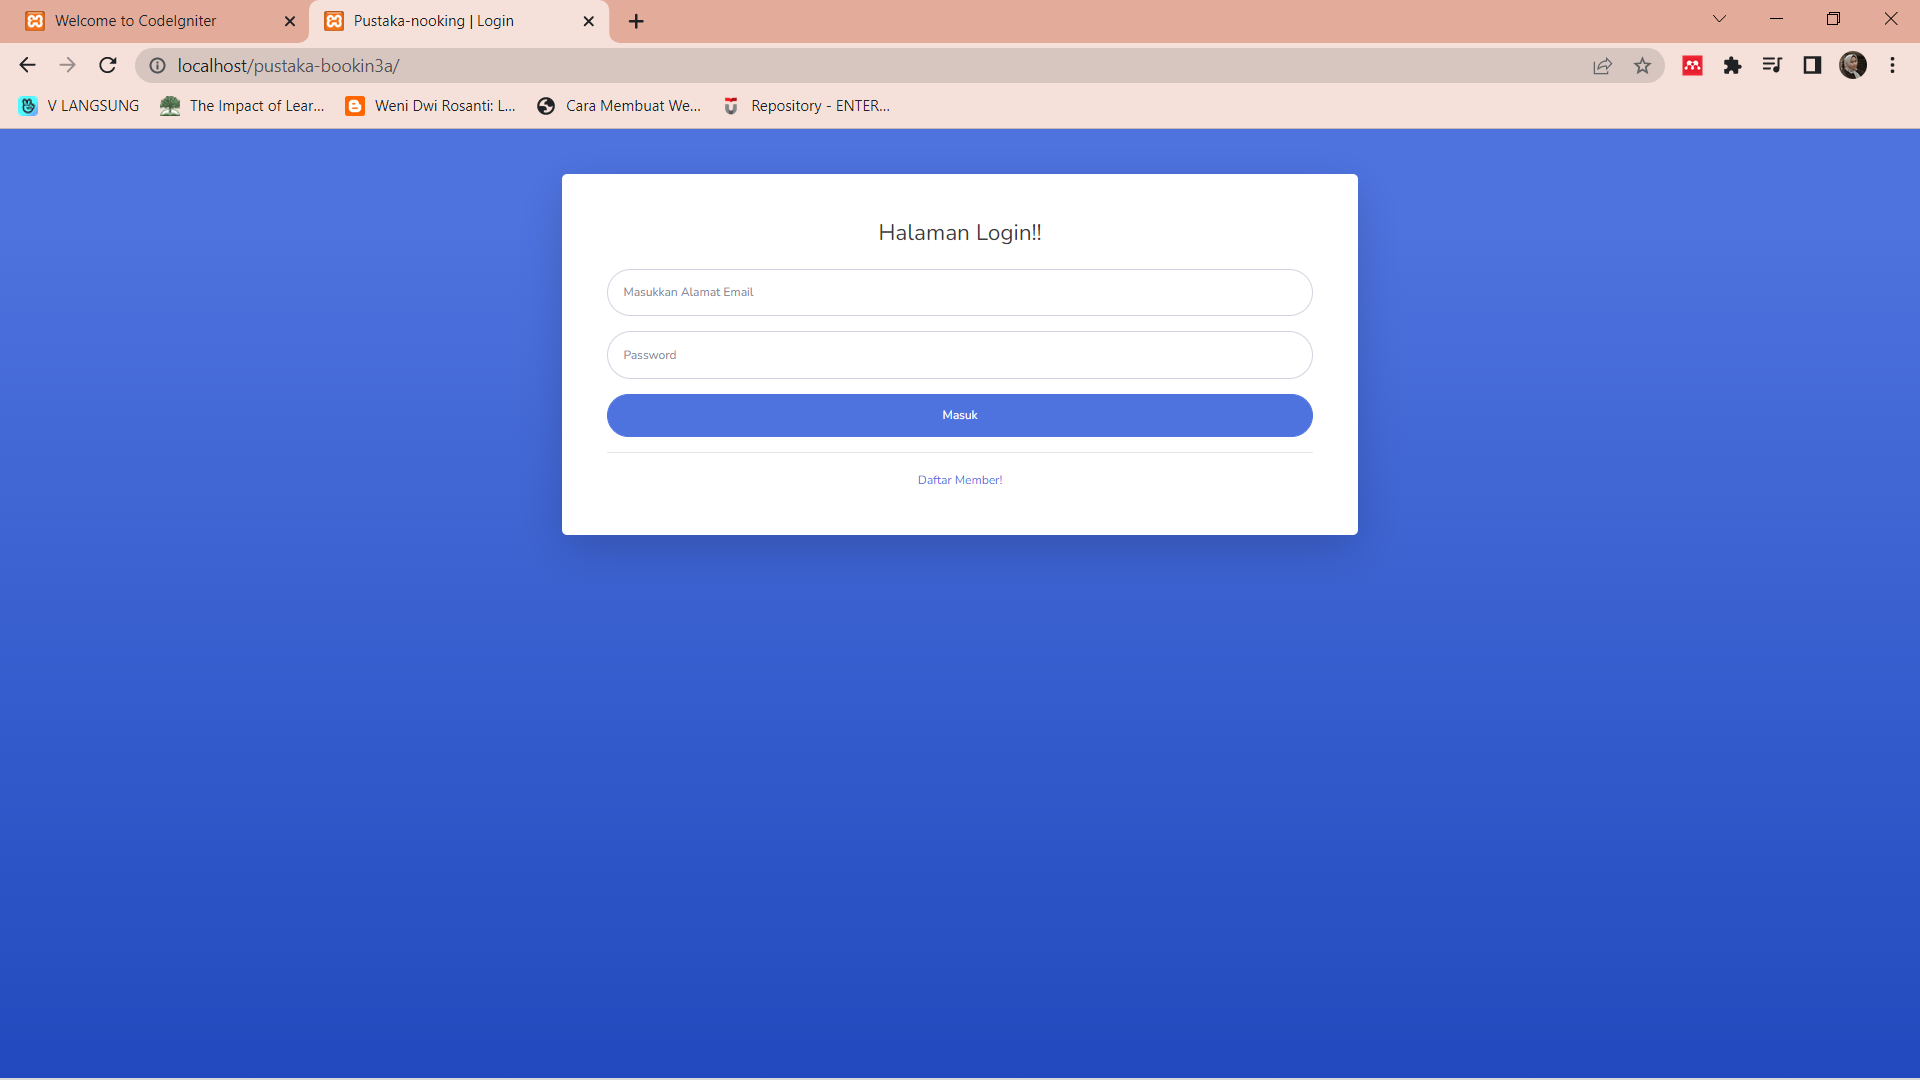 Welcome to CodeIgniter
Pustaka-nooking | Login
localhost/pustaka-bookin3a/
V LANGSUNG
The Impact of Lear...
Weni Dwi Rosanti: L...
Cara Membuat We...
Repository - ENTER...
Halaman Login!!
Masukkan Alamat Email
Password
Masuk
Daftar Member!